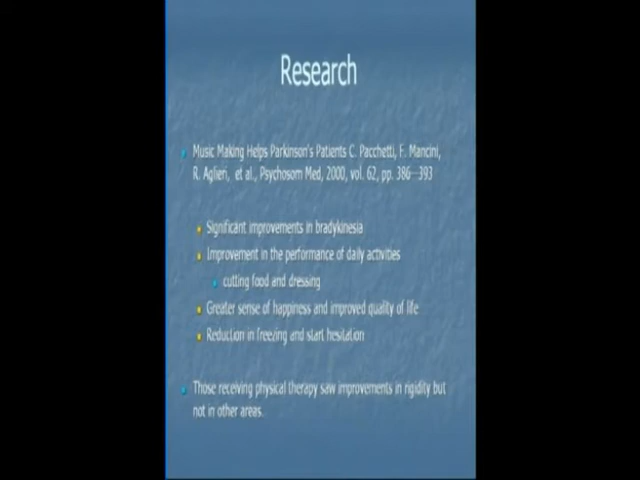 Research
Music Making Helps Parkinson's Patients C. Pacchetti, F. Mancini,
R. Aglieri, et al., Psychosom Med, 2000, vol. 62, pp. 386—393
Significant improvements in bradykinesia
Improvement in the performance of daily activities
cutting food and dressing
Greater sense of happiness and improved quality of life
Reduction in freezing and start hesitation
Those receiving physical therapy saw improvements in rigidity but
not in other areas.